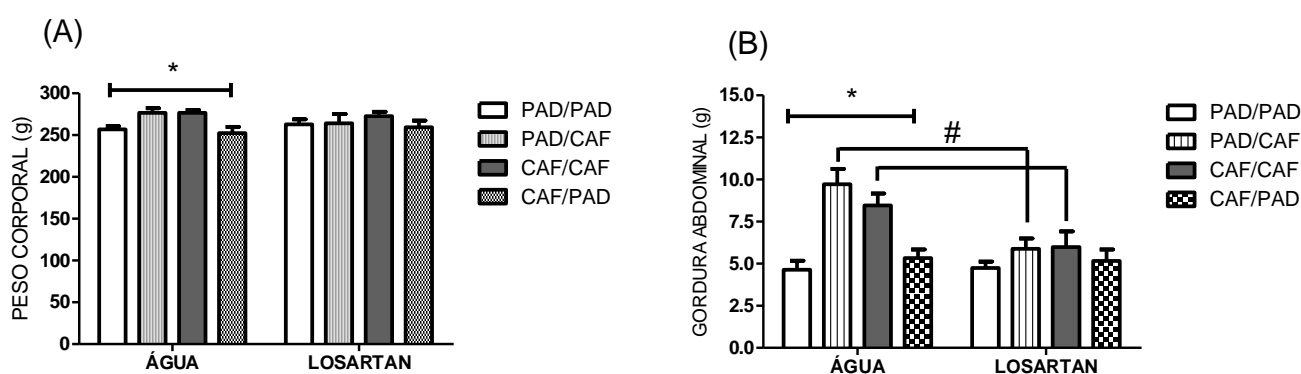 (A)
*
PESO CORPORAL (g)
300
250
200
150
100
50
0
ÁGUA
LOSARTAN
PAD/PAD
PAD/CAF
CAF/CAF
CAF/PAD
(B)
*
#
GORDURA ABDOMINAL (g)
15.0
12.5
10.0
7.5
5.0
2.5
0.0
ÁGUA
LOSARTAN
PAD/PAD
PAD/CAF
CAF/CAF
CAF/PAD